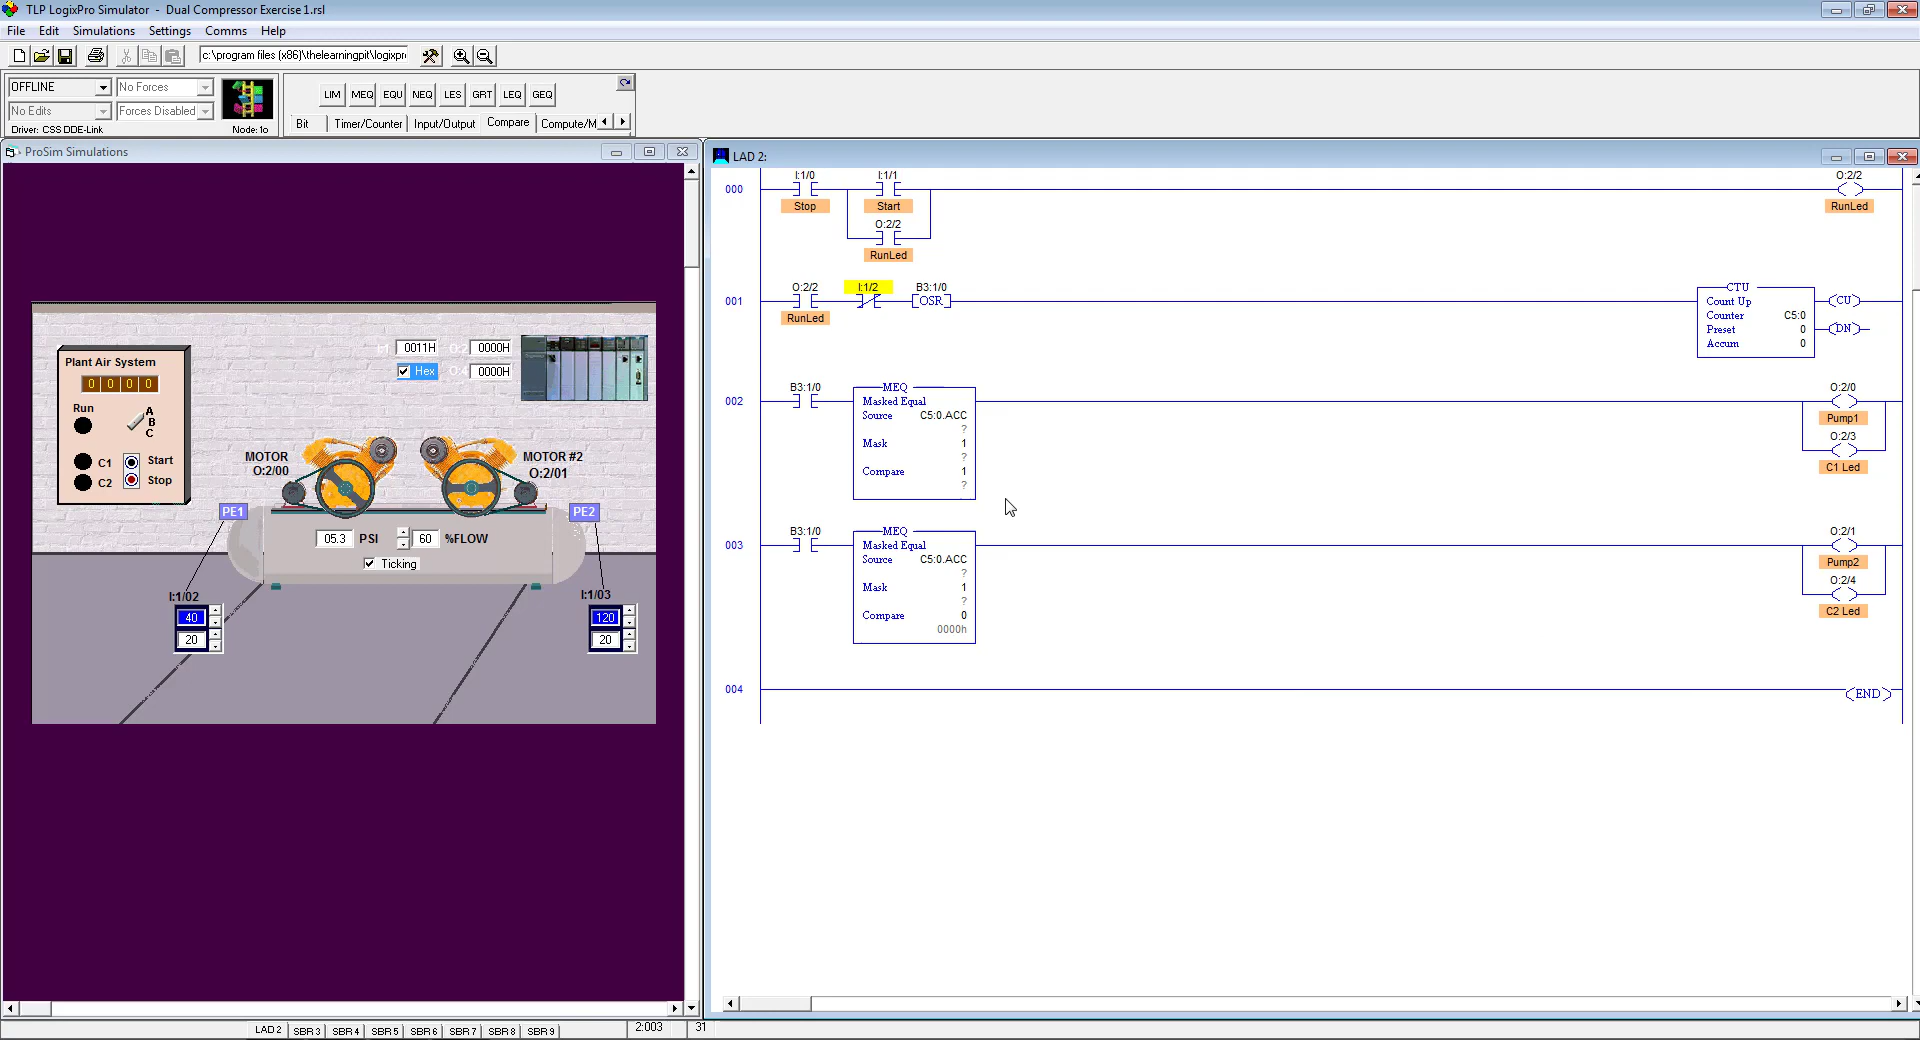 TLP LogixPro Simulator - Dual Compressor Exercise 1.rsl
File Edit Simulations Settings Comms Help
c:\program files (x86)\thelearningpit\logixpr
OFFLINE No Forces
No Edits Forces Disabled
Driver: CSS DDE-Link Node: 1o
LIM MEQ EQU NEQ LES GRT LEQ GEQ
Bit Timer/Counter Input/Output Compare Compute/M
ProSim Simulations
Plant Air System
0 0 0 0
Run
A
B
C
C1 Start
C2 Stop
0011H O:2 0000H
Hex O:4 0000H
MOTOR
O:2/00
MOTOR #2
O:2/01
PE1
PE2
05.3 PSI 60 %FLOW
Ticking
I:1/02
40
20
I:1/03
120
20
LAD 2:
000
I:1/0 I:1/1 O:2/2
Stop Start RunLed
O:2/2
RunLed
001
O:2/2 I:1/2 B3:1/0
OSR
RunLed
CTU
Count Up
Counter C5:0
Preset 0
Accum 0
CU
DN
002
B3:1/0
MEQ
Masked Equal
Source C5:0.ACC
?
Mask 1
?
Compare 1
?
O:2/0
Pump1
O:2/3
C1 Led
003
B3:1/0
MEQ
Masked Equal
Source C5:0.ACC
?
Mask 1
?
Compare 0
0000h
O:2/1
Pump2
O:2/4
C2 Led
004
END
LAD 2 SBR 3 SBR 4 SBR 5 SBR 6 SBR 7 SBR 8 SBR 9 2:003 31